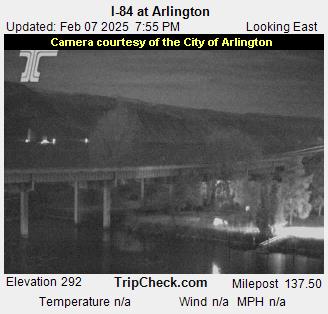 I-84 at Arlington
Updated: Feb 07 2025 7:55 PM Looking East
Camera courtesy of the City of Arlington
Elevation 292 TripCheck.com Milepost 137.50
Temperature n/a Wind n/a MPH n/a